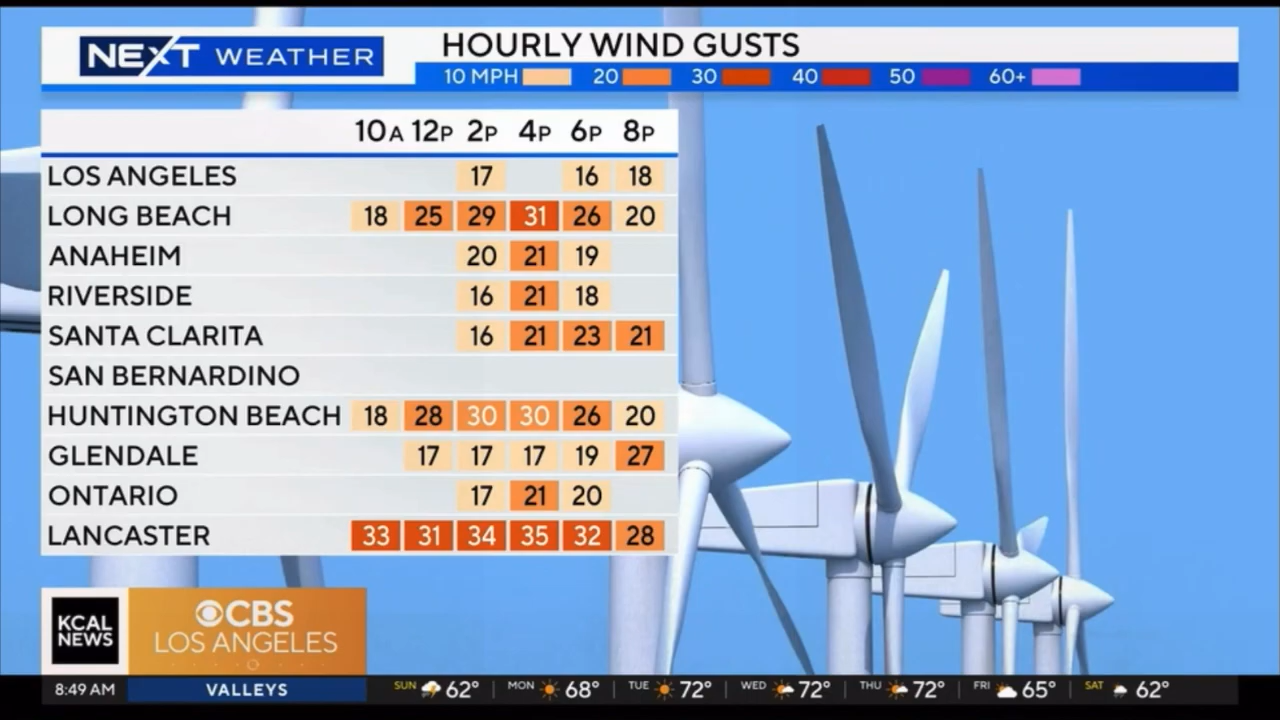 NEXT WEATHER
HOURLY WIND GUSTS
10 MPH 20 30 40 50 60+
10A 12P 2P 4P 6P 8P
LOS ANGELES 17 16 18
LONG BEACH 18 25 29 31 26 20
ANAHEIM 20 21 19
RIVERSIDE 16 21 18
SANTA CLARITA 16 21 23 21
SAN BERNARDINO
HUNTINGTON BEACH 18 28 30 30 26 20
GLENDALE 17 17 17 19 27
ONTARIO 17 21 20
LANCASTER 33 31 34 35 32 28
KCAL NEWS
CBS
LOS ANGELES
8:49 AM VALLEYS SUN 62° MON 68° TUE 72° WED 72° THU 72° FRI 65° SAT 62°